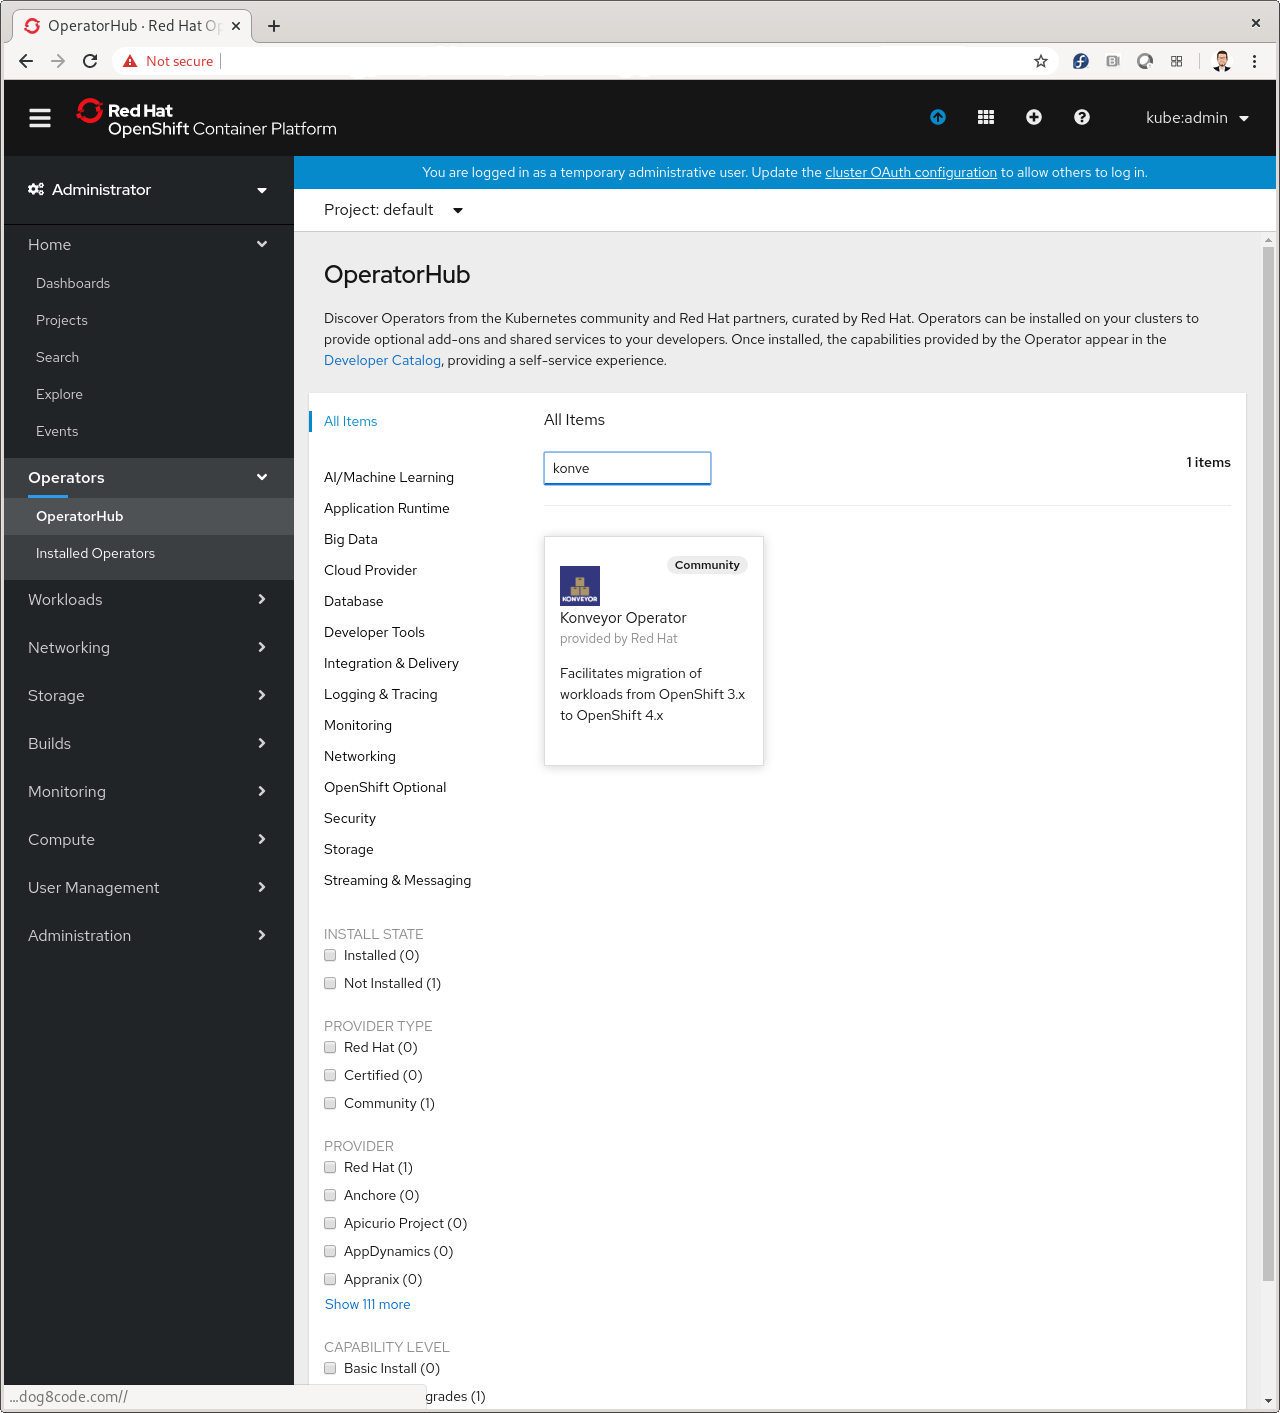 OperatorHub · Red Hat Op
Not secure
Red Hat
OpenShift Container Platform
kube:admin
Administrator
You are logged in as a temporary administrative user. Update the cluster OAuth configuration to allow others to log in.
Project: default
Home
Dashboards
Projects
Search
Explore
Events
Operators
OperatorHub
Installed Operators
Workloads
Networking
Storage
Builds
Monitoring
Compute
User Management
Administration
OperatorHub
Discover Operators from the Kubernetes community and Red Hat partners, curated by Red Hat. Operators can be installed on your clusters to
provide optional add-ons and shared services to your developers. Once installed, the capabilities provided by the Operator appear in the
Developer Catalog, providing a self-service experience.
All Items
AI/Machine Learning
Application Runtime
Big Data
Cloud Provider
Database
Developer Tools
Integration & Delivery
Logging & Tracing
Monitoring
Networking
OpenShift Optional
Security
Storage
Streaming & Messaging
INSTALL STATE
Installed (0)
Not Installed (1)
PROVIDER TYPE
Red Hat (0)
Certified (0)
Community (1)
PROVIDER
Red Hat (1)
Anchore (0)
Apicurio Project (0)
AppDynamics (0)
Appranix (0)
Show 111 more
CAPABILITY LEVEL
Basic Install (0)
grades (1)
All Items
konve
1 items
Community
KONVEYOR
Konveyor Operator
provided by Red Hat
Facilitates migration of
workloads from OpenShift 3.x
to OpenShift 4.x
...dog8code.com//